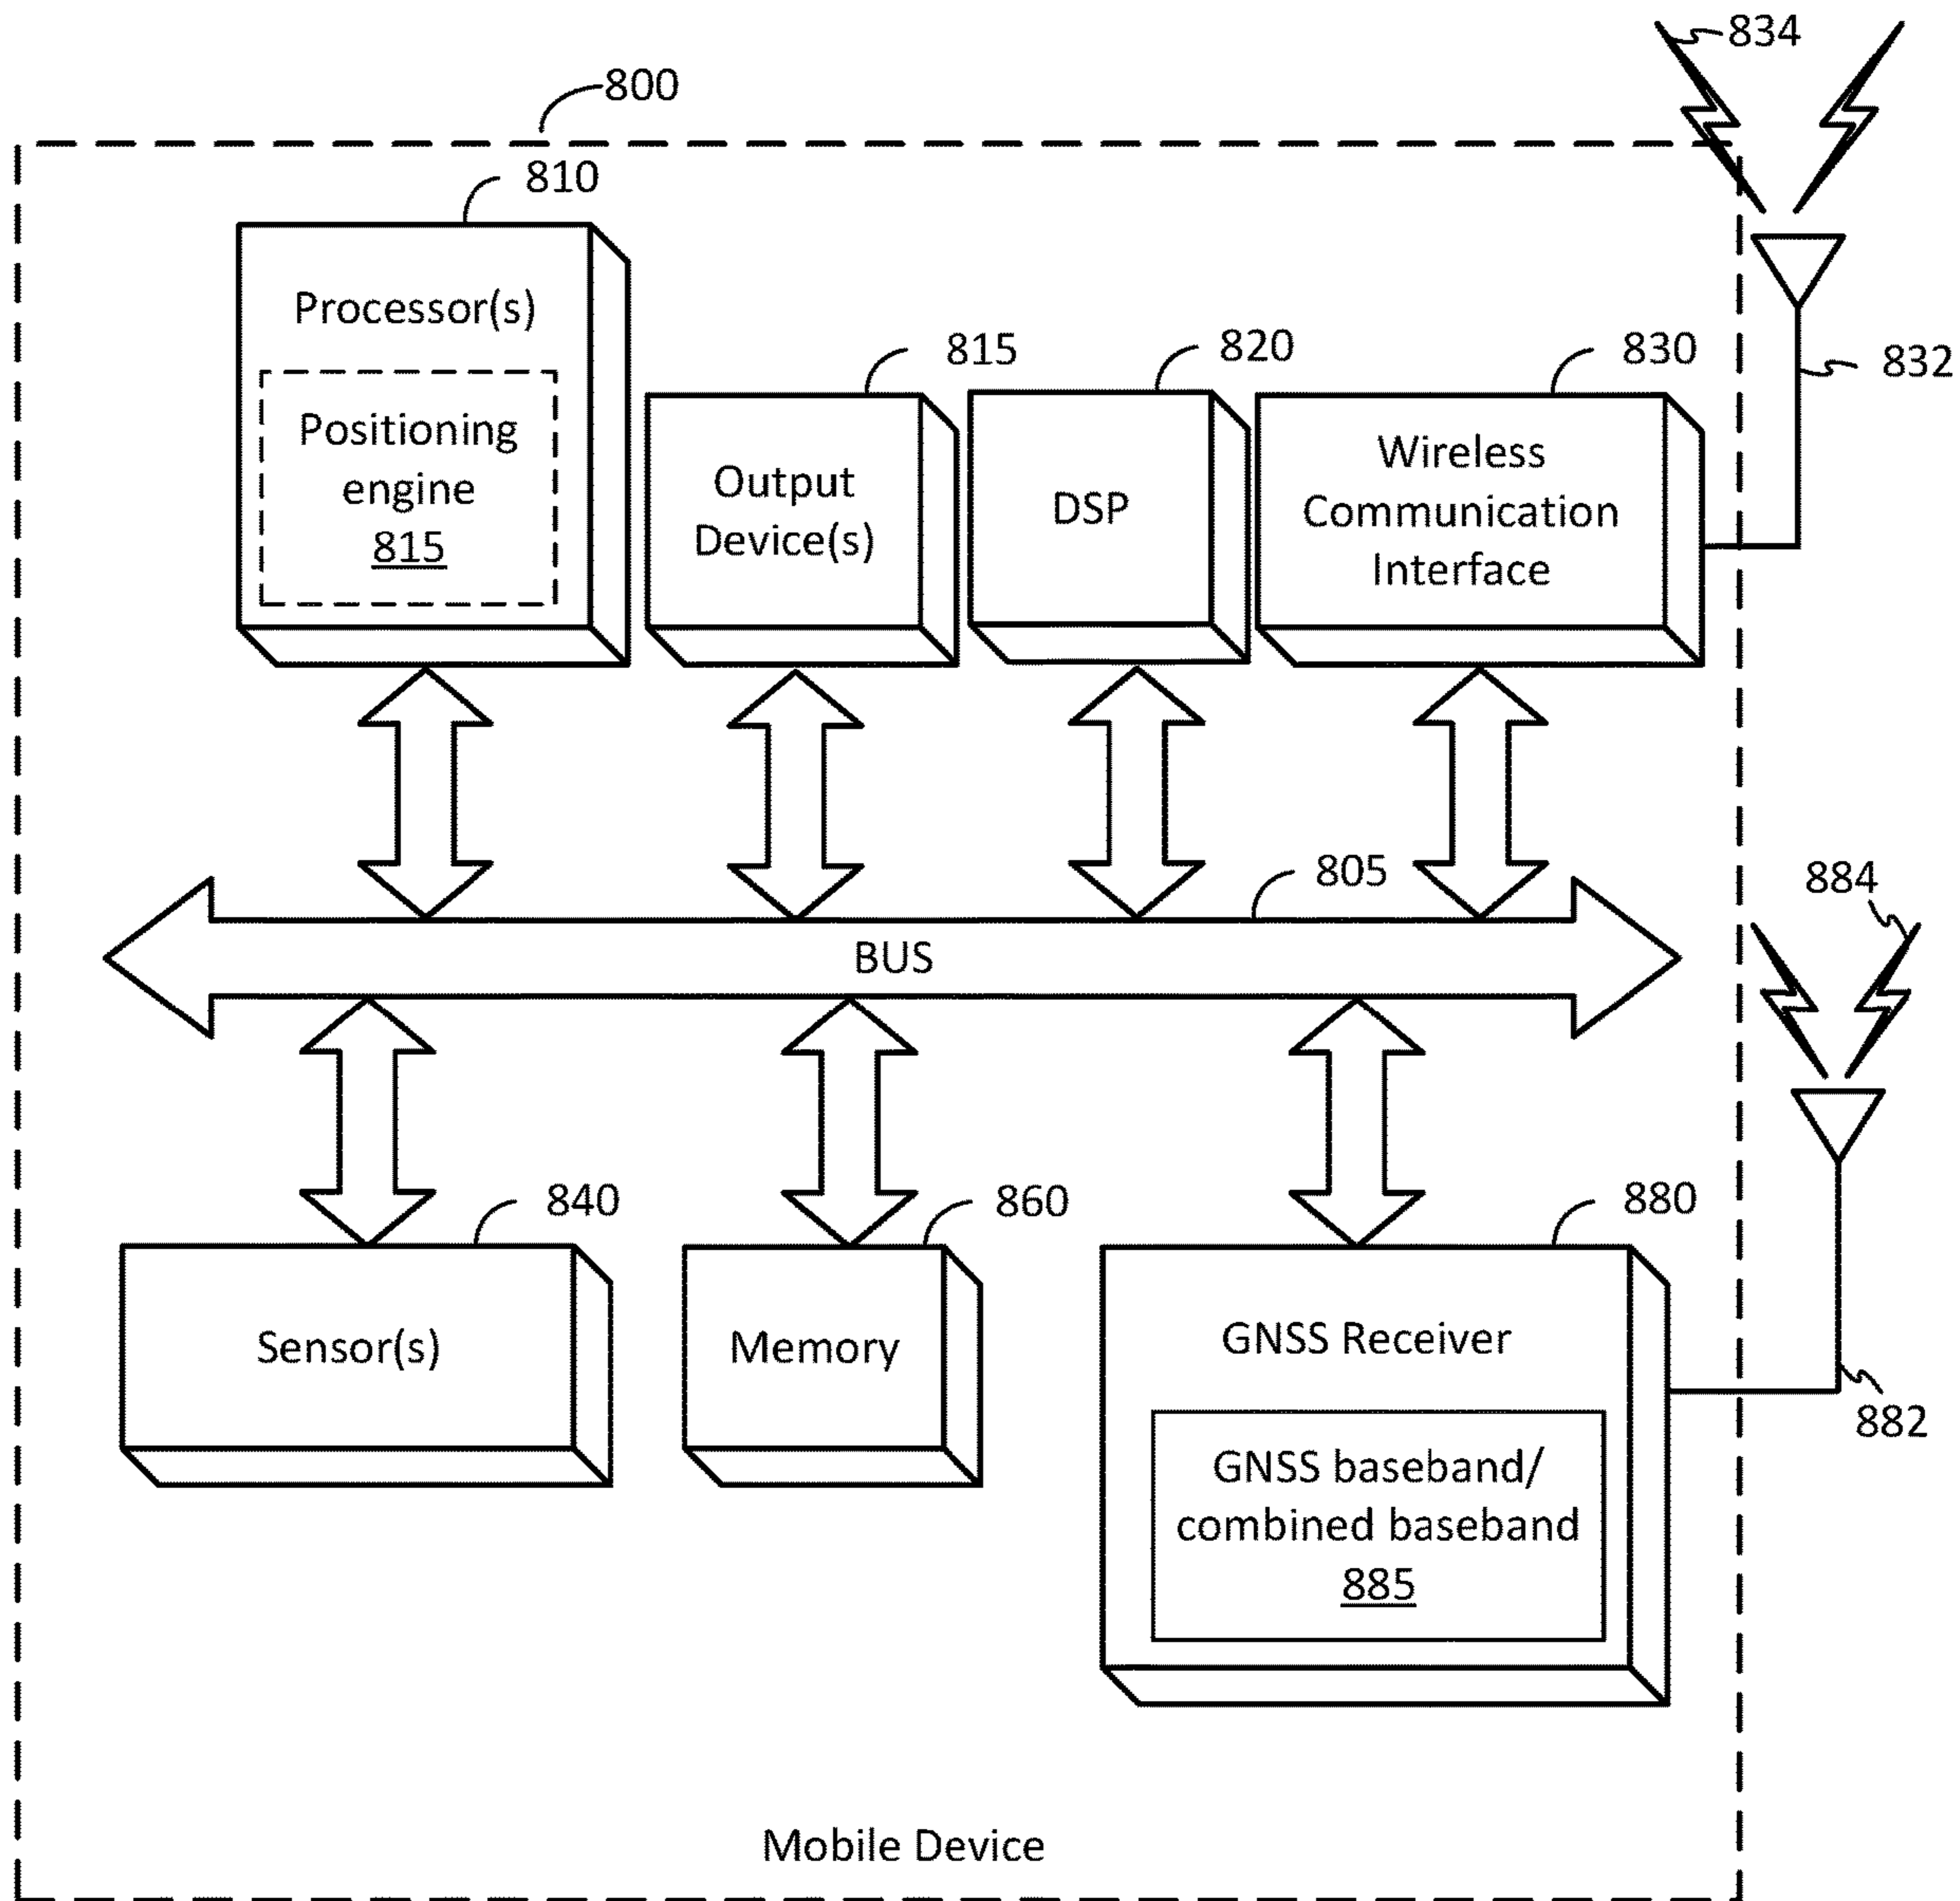 834
800
810
Processor(s)
Positioning
engine
815
815
Output
Device(s)
820
DSP
830
Wireless
Communication
Interface
832
805
BUS
884
840
Sensor(s)
860
Memory
880
GNSS Receiver
GNSS baseband/
combined baseband
885
882
Mobile Device